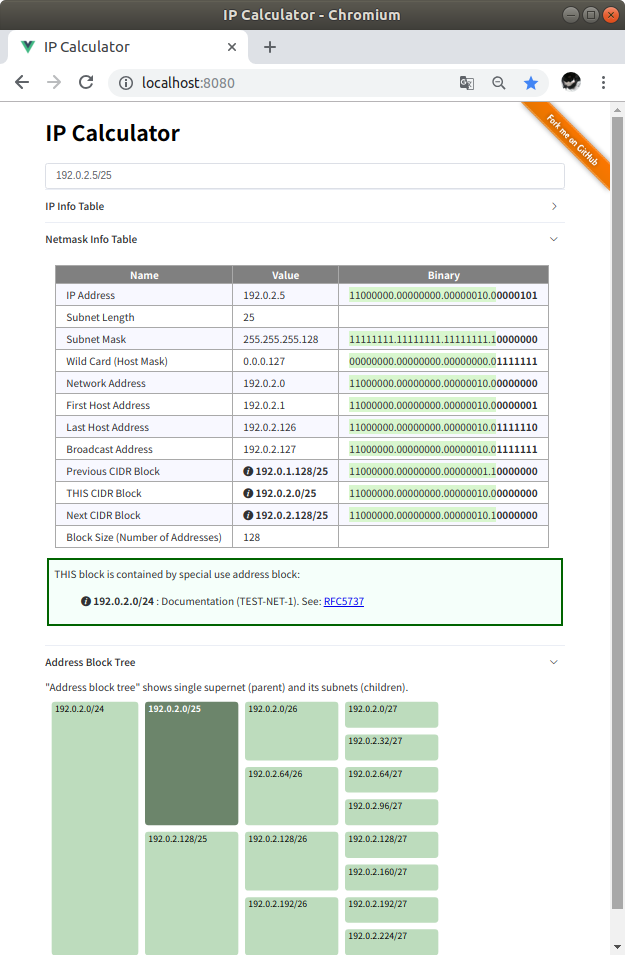 IP Calculator - Chromium
IP Calculator
localhost:8080
Fork me on GitHub
IP Calculator
192.0.2.5/25
IP Info Table
Netmask Info Table
Name Value Binary
IP Address 192.0.2.5 11000000.00000000.00000010.00000101
Subnet Length 25
Subnet Mask 255.255.255.128 11111111.11111111.11111111.10000000
Wild Card (Host Mask) 0.0.0.127 00000000.00000000.00000000.01111111
Network Address 192.0.2.0 11000000.00000000.00000010.00000000
First Host Address 192.0.2.1 11000000.00000000.00000010.00000001
Last Host Address 192.0.2.126 11000000.00000000.00000010.01111110
Broadcast Address 192.0.2.127 11000000.00000000.00000010.01111111
Previous CIDR Block 192.0.1.128/25 11000000.00000000.00000001.10000000
THIS CIDR Block 192.0.2.0/25 11000000.00000000.00000010.00000000
Next CIDR Block 192.0.2.128/25 11000000.00000000.00000010.10000000
Block Size (Number of Addresses) 128
THIS block is contained by special use address block:
192.0.2.0/24 : Documentation (TEST-NET-1). See: RFC5737
Address Block Tree
"Address block tree" shows single supernet (parent) and its subnets (children).
192.0.2.0/24 192.0.2.0/25 192.0.2.0/26 192.0.2.0/27
192.0.2.32/27
192.0.2.64/26 192.0.2.64/27
192.0.2.96/27
192.0.2.128/25 192.0.2.128/26 192.0.2.128/27
192.0.2.160/27
192.0.2.192/26 192.0.2.192/27
192.0.2.224/27